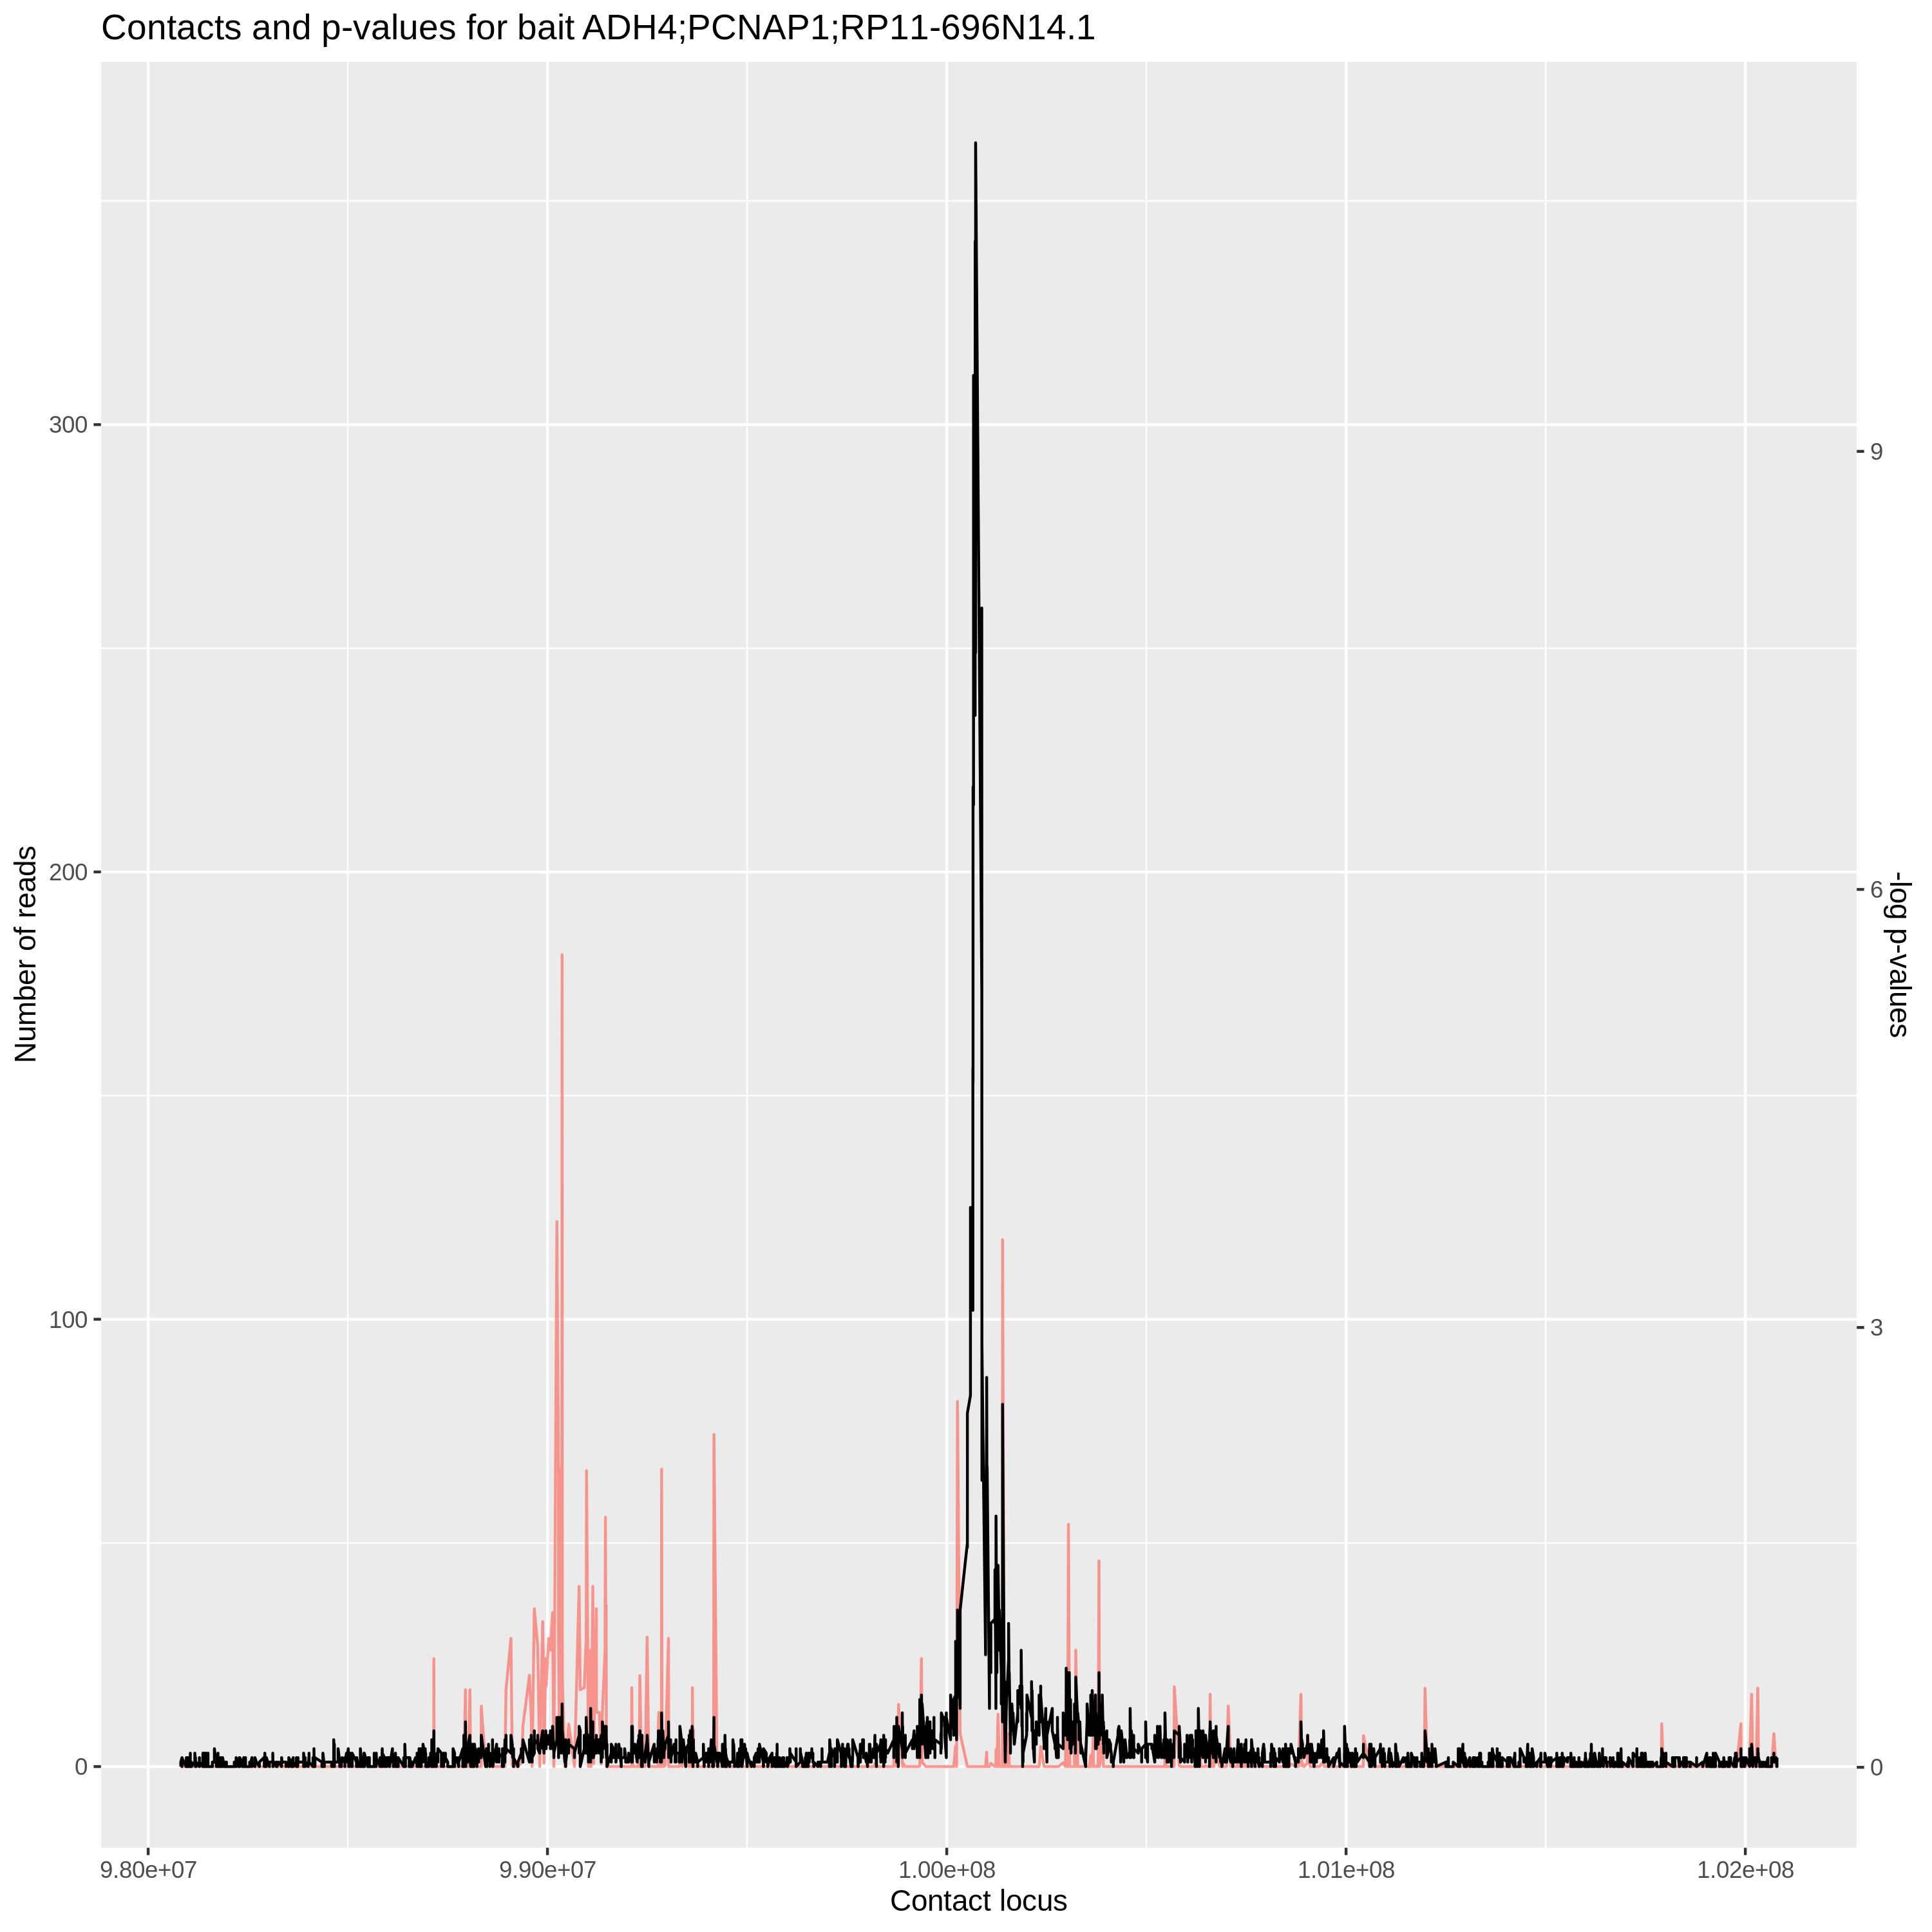 Contacts and p-values for bait ADH4;PCNAP1;RP11-696N14.1
300
200
100
0
Number of reads
9
6
3
0
-log p-values
9.80e+07
9.90e+07
1.00e+08
1.01e+08
1.02e+08
Contact locus